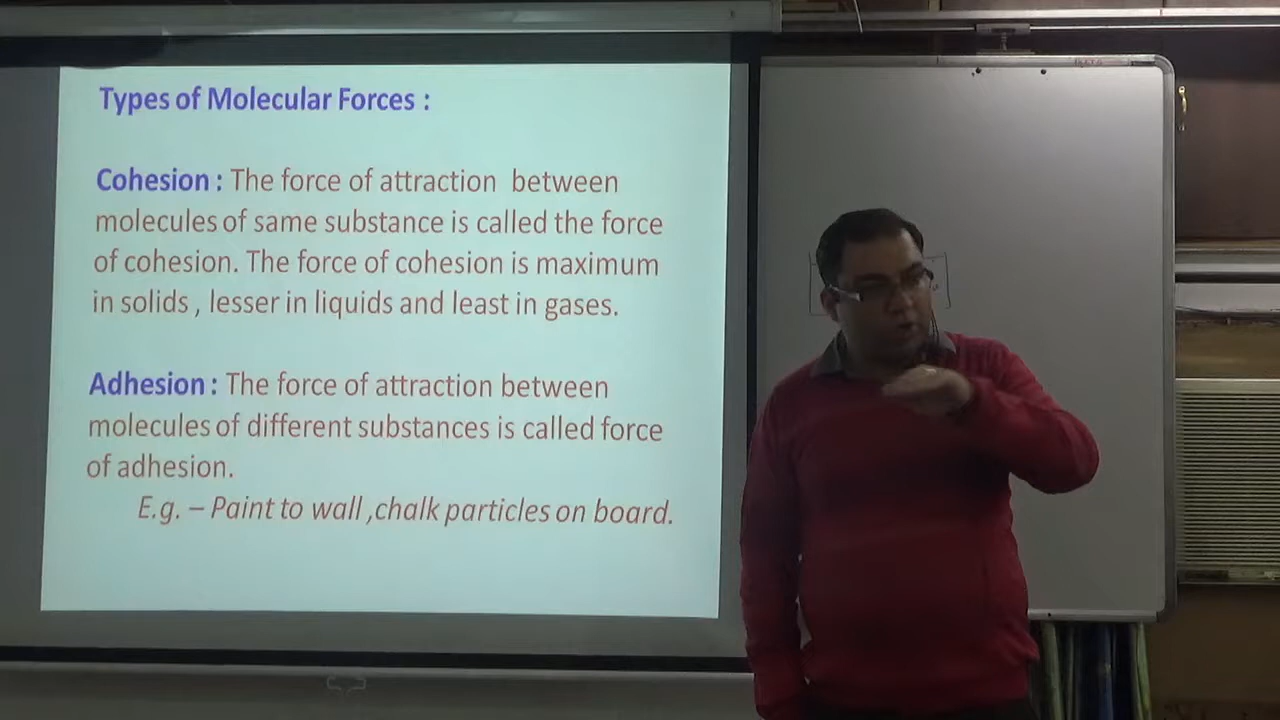 Types of Molecular Forces :
Cohesion : The force of attraction between
molecules of same substance is called the force
of cohesion. The force of cohesion is maximum
in solids , lesser in liquids and least in gases.
Adhesion : The force of attraction between
molecules of different substances is called force
of adhesion.
E.g. – Paint to wall ,chalk particles on board.